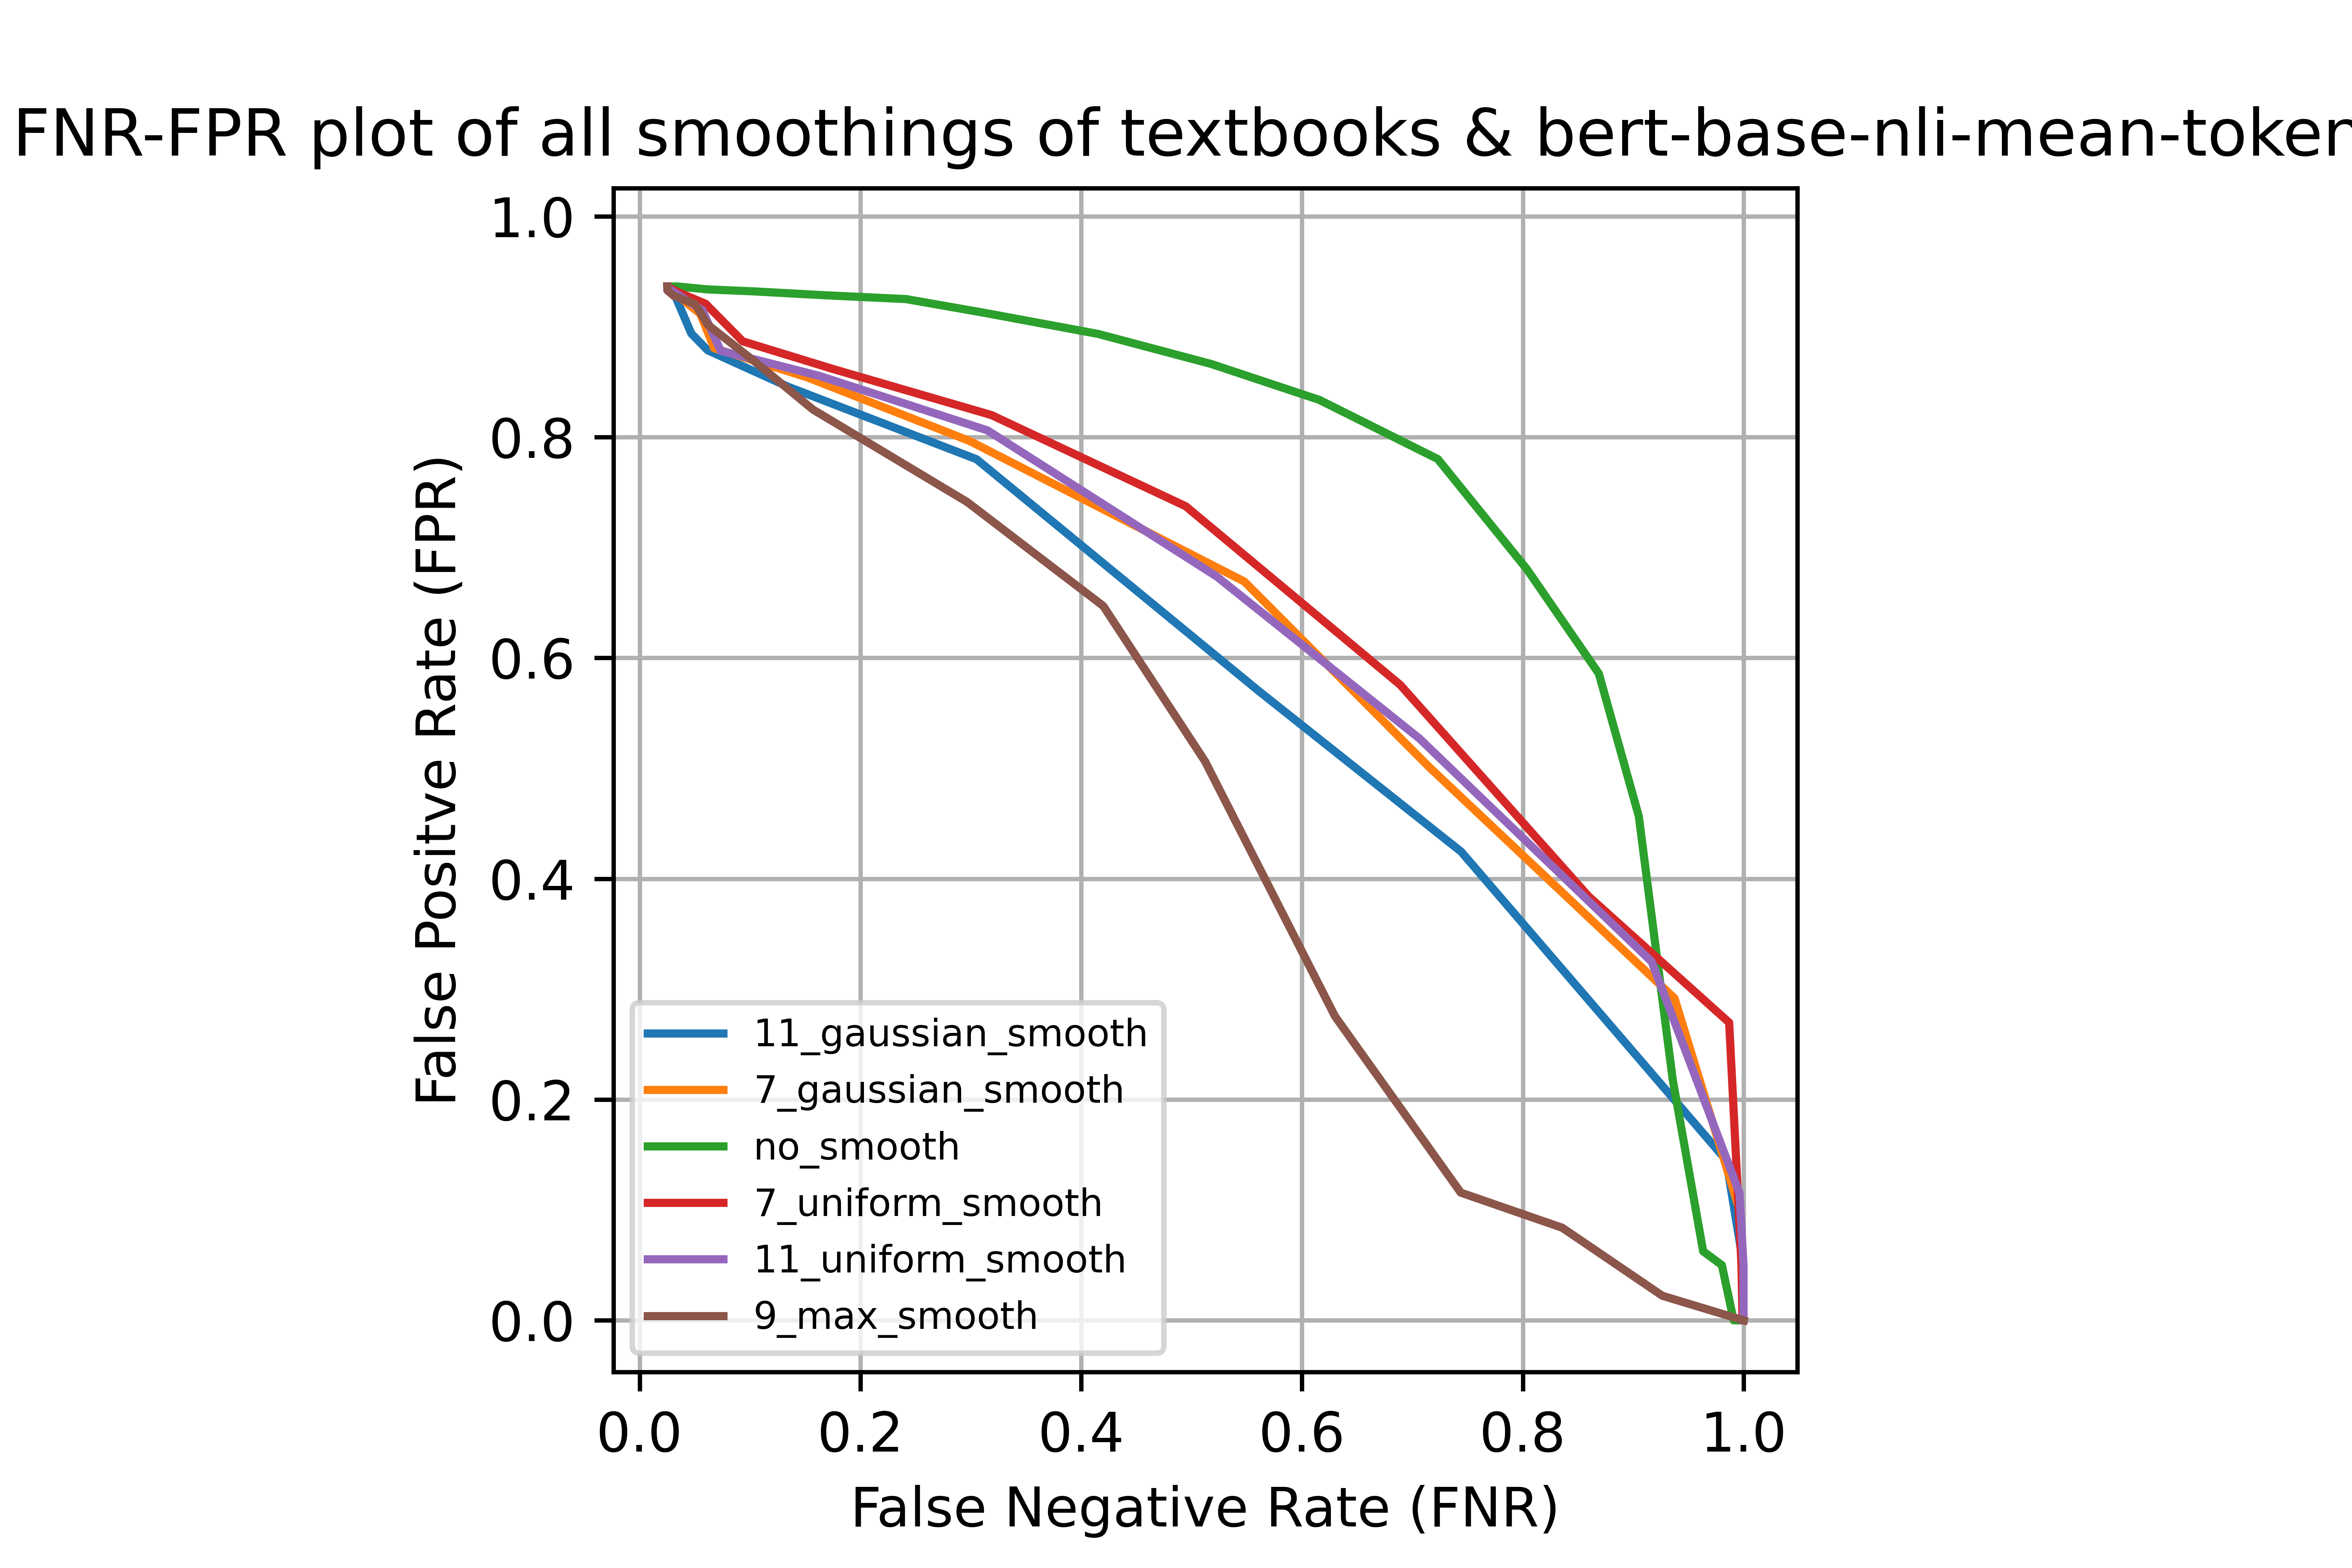 FNR-FPR plot of all smoothings of textbooks & bert-base-nli-mean-token
1.0
0.8
0.6
0.4
0.2
0.0
False Positve Rate (FPR)
11_gaussian_smooth
7_gaussian_smooth
no_smooth
7_uniform_smooth
11_uniform_smooth
9_max_smooth
0.0 0.2 0.4 0.6 0.8 1.0
False Negative Rate (FNR)